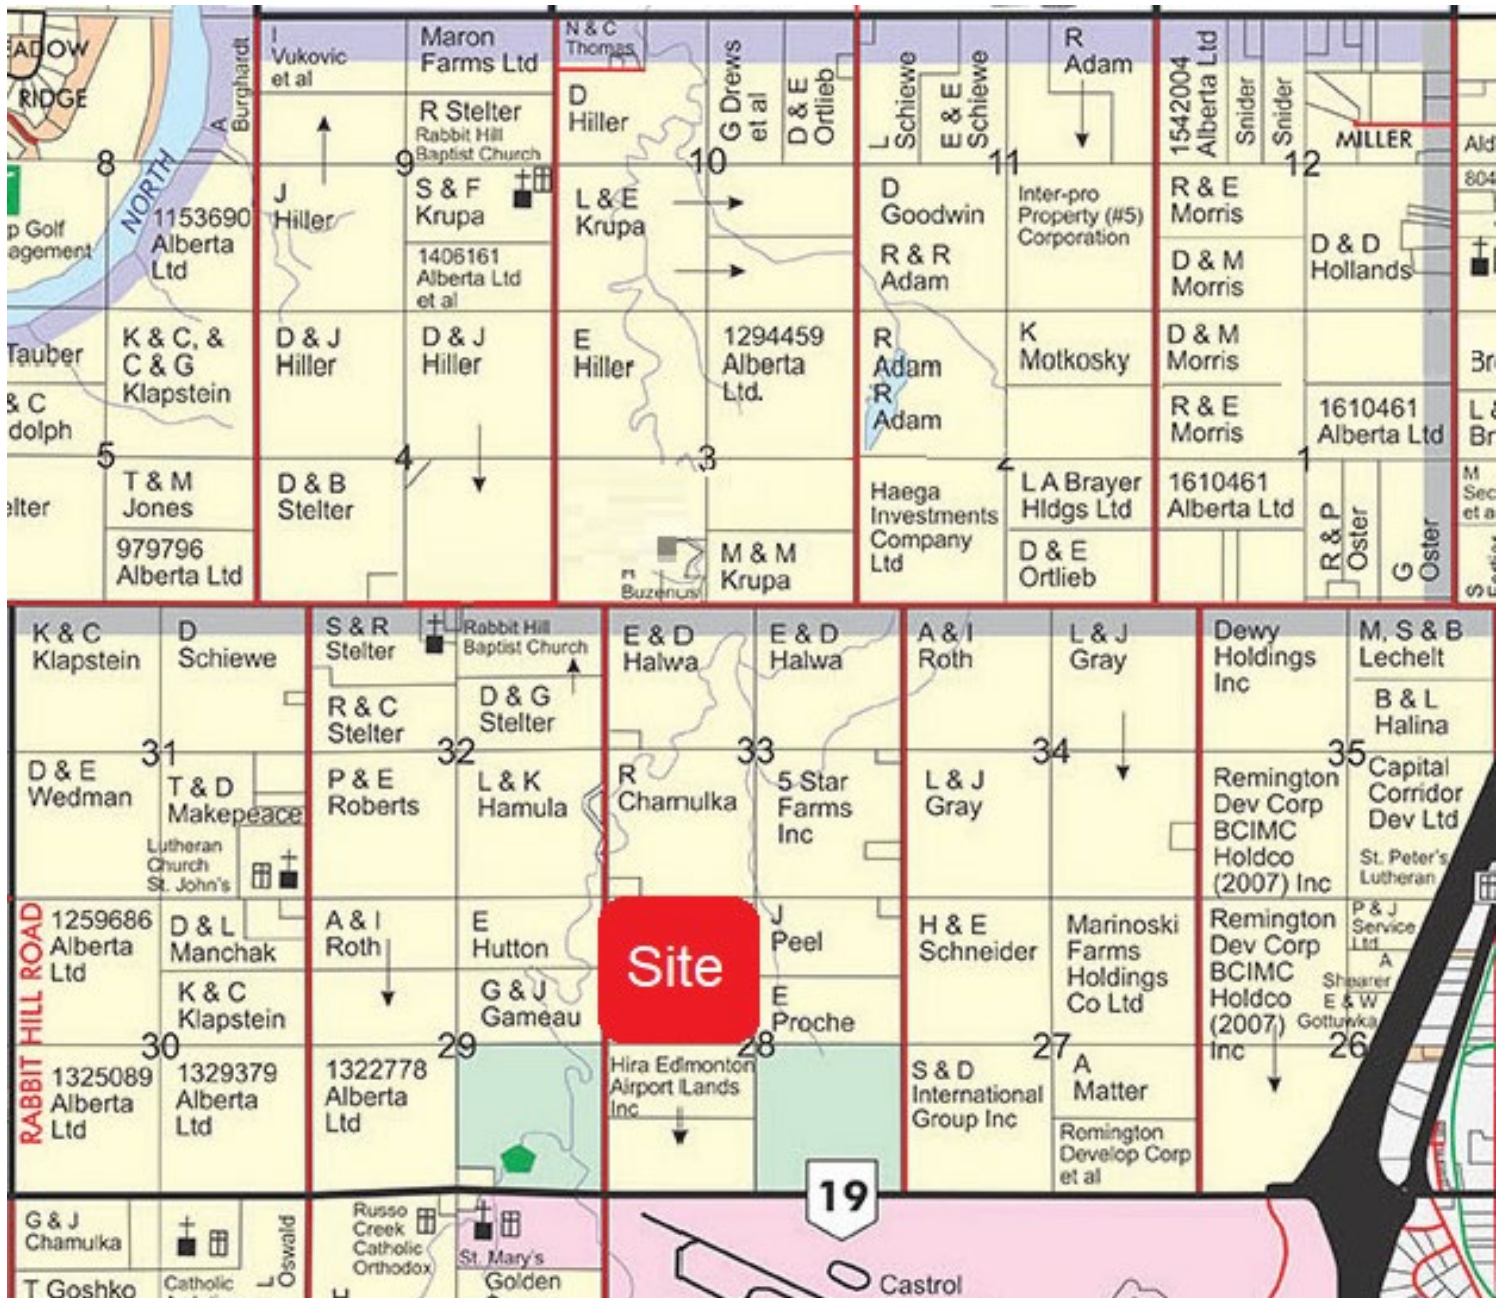 EADOW
RIDGE
A
Burghardt
NORTH
8
p Golf
agement
1153690
Alberta
Ltd
Tauber
K & C, &
C & G
Klapstein
& C
dolph
5
elter
T & M
Jones
979796
Alberta Ltd
I
Vukovic
et al
Maron
Farms Ltd
R Stelter
Rabbit Hill
Baptist Church
9
J
Hiller
S & F
Krupa
1406161
Alberta Ltd
et al
D & J
Hiller
D & J
Hiller
4
D & B
Stelter
N & C
Thomas
D
Hiller
G Drews
et al
D & E
Ortlieb
10
L & E
Krupa
E
Hiller
1294459
Alberta
Ltd.
3
M & M
Krupa
Buzenus
L
Schiewe
E & E
Schiewe
R
Adam
11
D
Goodwin
R & R
Adam
Inter-pro
Property (#5)
Corporation
R
Adam
R
Adam
K
Motkosky
2
Haega
Investments
Company
Ltd
L A Brayer
Hldgs Ltd
D & E
Ortlieb
1542004
Alberta Ltd
Snider
Snider
MILLER
12
R & E
Morris
D & M
Morris
D & D
Hollands
D & M
Morris
R & E
Morris
1610461
Alberta Ltd
1
1610461
Alberta Ltd
R & P
Oster
G
Oster
Ald
804
Bre
L &
Br
M
Sec
et a
S
K & C
Klapstein
D
Schiewe
31
D & E
Wedman
T & D
Makepeace
Lutheran
Church
St. John's
S & R
Stelter
Rabbit Hill
Baptist Church
R & C
Stelter
D & G
Stelter
32
P & E
Roberts
L & K
Hamula
E & D
Halwa
E & D
Halwa
33
R
Chamulka
5 Star
Farms
Inc
A & I
Roth
L & J
Gray
34
L & J
Gray
Dewy
Holdings
Inc
M, S & B
Lechelt
B & L
Halina
35
Remington
Dev Corp
BCIMC
Holdco
(2007) Inc
Capital
Corridor
Dev Ltd
St. Peter's
Lutheran
RABBIT HILL ROAD
1259686
Alberta
Ltd
D & L
Manchak
K & C
Klapstein
30
1325089
Alberta
Ltd
1329379
Alberta
Ltd
A & I
Roth
E
Hutton
G & J
Gameau
29
1322778
Alberta
Ltd
Site
J
Peel
E
Proche
28
Hira Edlmonton
Airport Lands
Inc
H & E
Schneider
Marinoski
Farms
Holdings
Co Ltd
27
S & D
International
Group Inc
A
Matter
Remington
Develop Corp
et al
Remington
Dev Corp
BCIMC
Holdco
(2007)
Inc
P & J
Service
Ltd
A
Shearer
E & W
Gottuwka
26
19
G & J
Chamulka
T Goshko
Catholic
L
Oswald
Russo
Creek
Catholic
Orthodox
H
St. Mary's
Golden
Castrol